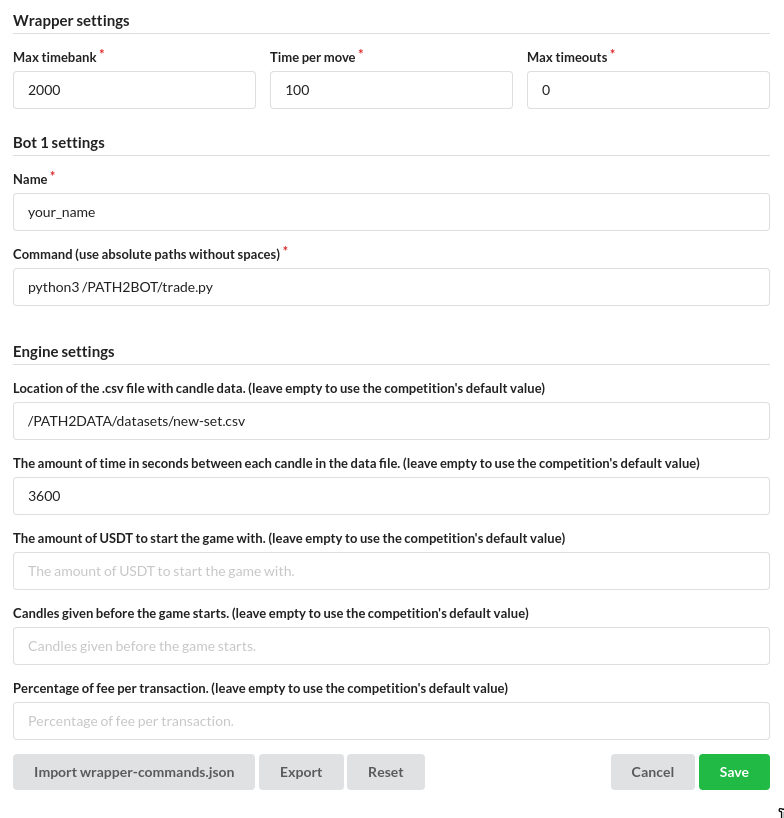 Wrapper settings
Max timebank * Time per move * Max timeouts *
2000 100 0
Bot 1 settings
Name *
your_name
Command (use absolute paths without spaces) *
python3 /PATH2BOT/trade.py
Engine settings
Location of the .csv file with candle data. (leave empty to use the competition's default value)
/PATH2DATA/datasets/new-set.csv
The amount of time in seconds between each candle in the data file. (leave empty to use the competition's default value)
3600
The amount of USDT to start the game with. (leave empty to use the competition's default value)
The amount of USDT to start the game with.
Candles given before the game starts. (leave empty to use the competition's default value)
Candles given before the game starts.
Percentage of fee per transaction. (leave empty to use the competition's default value)
Percentage of fee per transaction.
Import wrapper-commands.json Export Reset Cancel Save